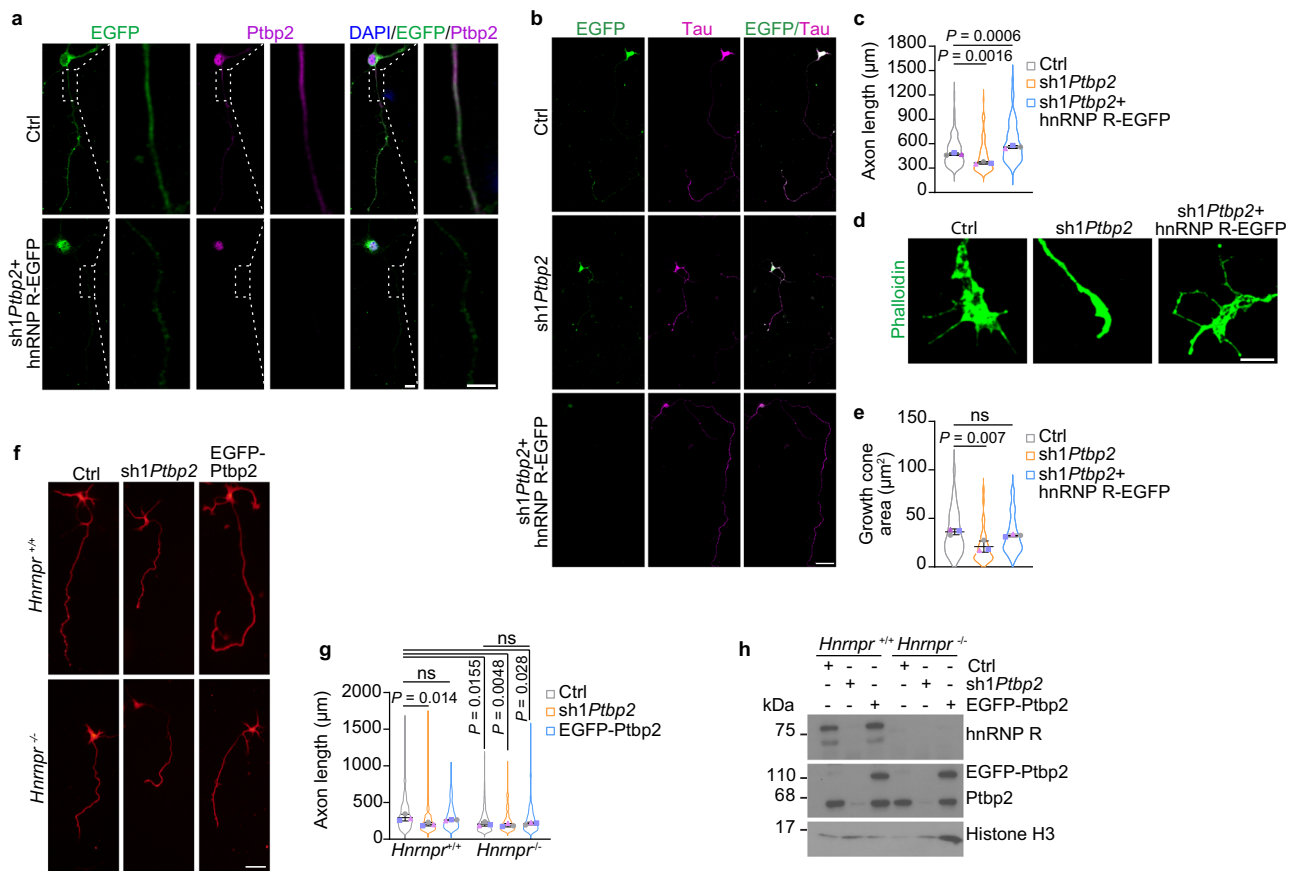 a
EGFP
Ptbp2
DAPI/EGFP/Ptbp2
Ctrl
sh1Ptbp2+
hnRNP R-EGFP
b
EGFP
Tau
EGFP/Tau
Ctrl
sh1Ptbp2
sh1Ptbp2+
hnRNP R-EGFP
c
P = 0.0006
P = 0.0016
1800
1500
1200
900
600
300
0
Axon length (µm)
Ctrl
sh1Ptbp2
sh1Ptbp2+
hnRNP R-EGFP
d
Ctrl
sh1Ptbp2
sh1Ptbp2+
hnRNP R-EGFP
Phalloidin
e
ns
P = 0.007
150
100
50
0
Growth cone
area (µm²)
Ctrl
sh1Ptbp2
sh1Ptbp2+
hnRNP R-EGFP
f
Ctrl
sh1Ptbp2
EGFP-
Ptbp2
Hnrnpr +/+
Hnrnpr -/-
g
ns
ns
P = 0.014
P = 0.0155
P = 0.0048
P = 0.028
2000
1500
1000
500
0
Axon length (µm)
Hnrnpr+/+
Hnrnpr-/-
Ctrl
sh1Ptbp2
EGFP-Ptbp2
h
Hnrnpr +/+ Hnrnpr -/-
+ - - + - - Ctrl
- + - - + - sh1Ptbp2
- - + - - + EGFP-Ptbp2
kDa
75
hnRNP R
110
EGFP-Ptbp2
68
Ptbp2
17
Histone H3